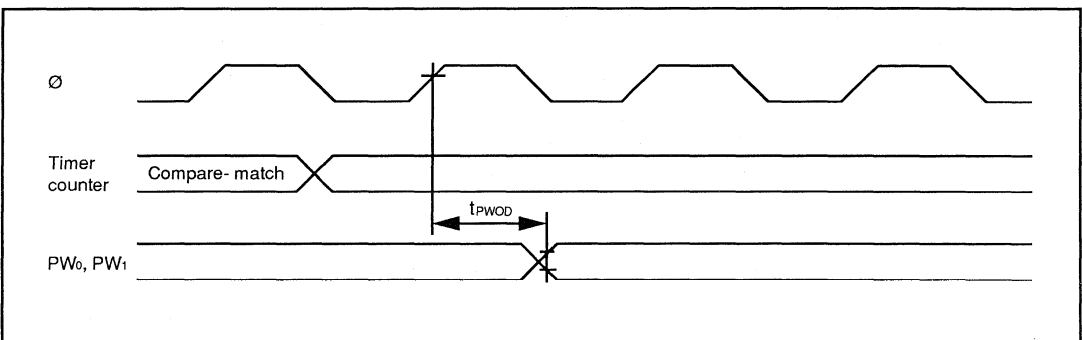 Ø
Timer
counter
Compare- match
tPWOD
PW0, PW1